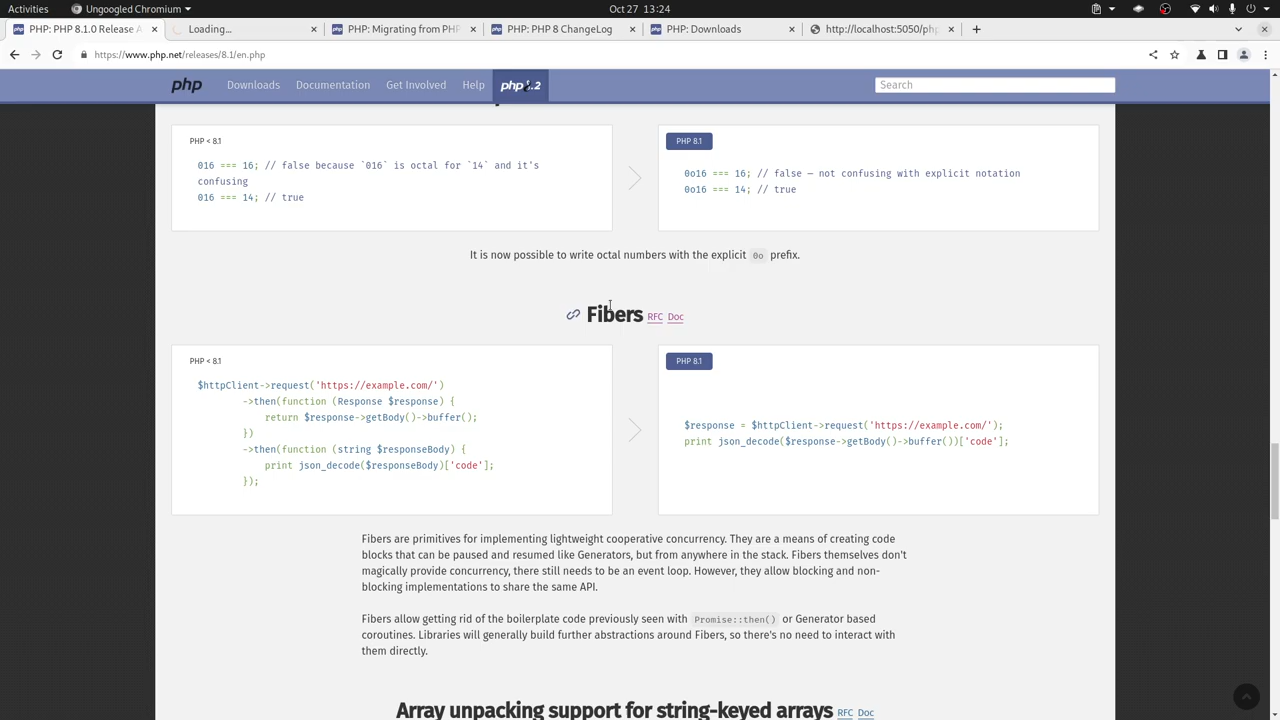 Activities
Ungoogled Chromium
Oct 27 13:24
PHP: PHP 8.1.0 Release A
Loading...
PHP: Migrating from PHP
PHP: PHP 8 ChangeLog
PHP: Downloads
http://localhost:5050/php
https://www.php.net/releases/8.1/en.php
php
Downloads
Documentation
Get Involved
Help
php8.2
Search
PHP < 8.1
016 === 16; // false because `016` is octal for `14` and it's
confusing
016 === 14; // true
PHP 8.1
0o16 === 16; // false — not confusing with explicit notation
0o16 === 14; // true
It is now possible to write octal numbers with the explicit 0o prefix.
Fibers RFC Doc
PHP < 8.1
$httpClient->request('https://example.com/')
->then(function (Response $response) {
return $response->getBody()->buffer();
})
->then(function (string $responseBody) {
print json_decode($responseBody)['code'];
});
PHP 8.1
$response = $httpClient->request('https://example.com/');
print json_decode($response->getBody()->buffer())['code'];
Fibers are primitives for implementing lightweight cooperative concurrency. They are a means of creating code
blocks that can be paused and resumed like Generators, but from anywhere in the stack. Fibers themselves don't
magically provide concurrency, there still needs to be an event loop. However, they allow blocking and non-
blocking implementations to share the same API.
Fibers allow getting rid of the boilerplate code previously seen with Promise::then() or Generator based
coroutines. Libraries will generally build further abstractions around Fibers, so there's no need to interact with
them directly.
Array unpacking support for string-keyed arrays RFC Doc